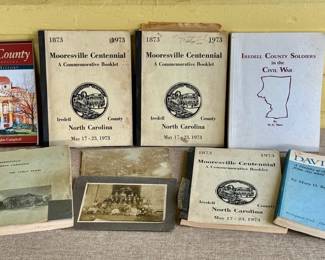 County
1873 1973
Mooresville Centennial
A Commemorative Booklet
Iredell County
North Carolina
May 17 - 23, 1973
1873 1973
Mooresville Centennial
A Commemorative Booklet
Iredell County
North Carolina
May 17 - 23, 1973
IREDELL COUNTY SOLDIERS
IN THE
CIVIL WAR
1873 1973
Mooresville Centennial
A Commemorative Booklet
Iredell County
North Carolina
May 17 - 23, 1973
DAVI
by Mary D.